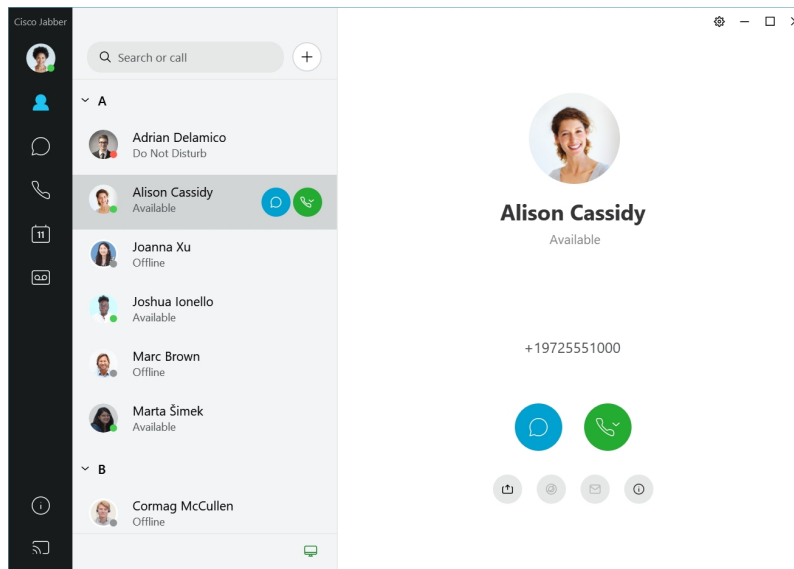 Cisco Jabber
Search or call
A
Adrian Delamico
Do Not Disturb
Alison Cassidy
Available
Joanna Xu
Offline
Joshua Ionello
Available
Marc Brown
Offline
Marta Šimek
Available
B
Cormag McCullen
Offline
11
Alison Cassidy
Available
+19725551000